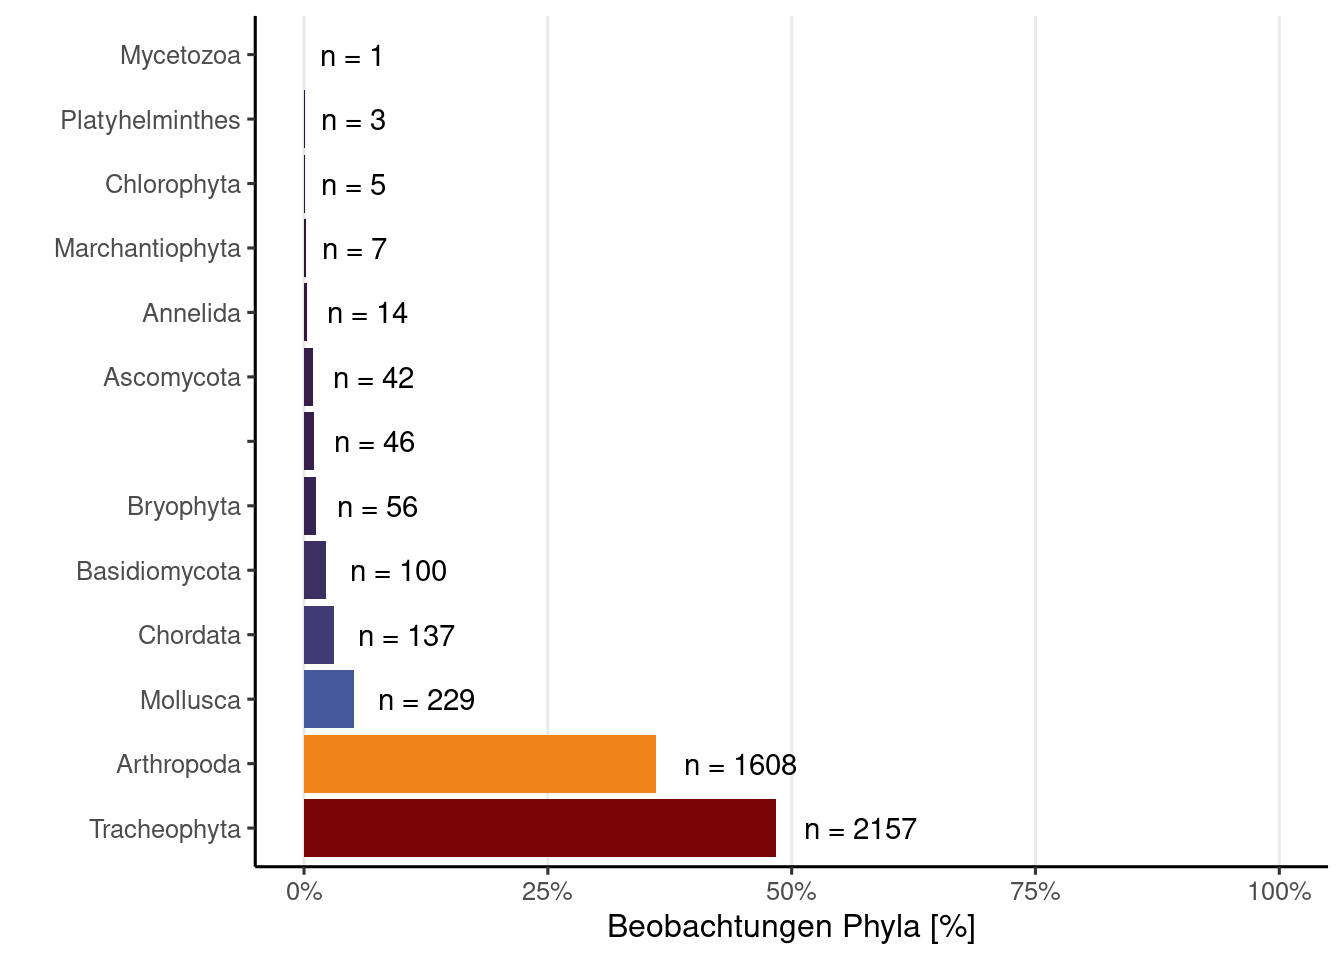 Mycetozoa n = 1
Platyhelminthes n = 3
Chlorophyta n = 5
Marchantiophyta n = 7
Annelida n = 14
Ascomycota n = 42
n = 46
Bryophyta n = 56
Basidiomycota n = 100
Chordata n = 137
Mollusca n = 229
Arthropoda n = 1608
Tracheophyta n = 2157
0% 25% 50% 75% 100%
Beobachtungen Phyla [%]